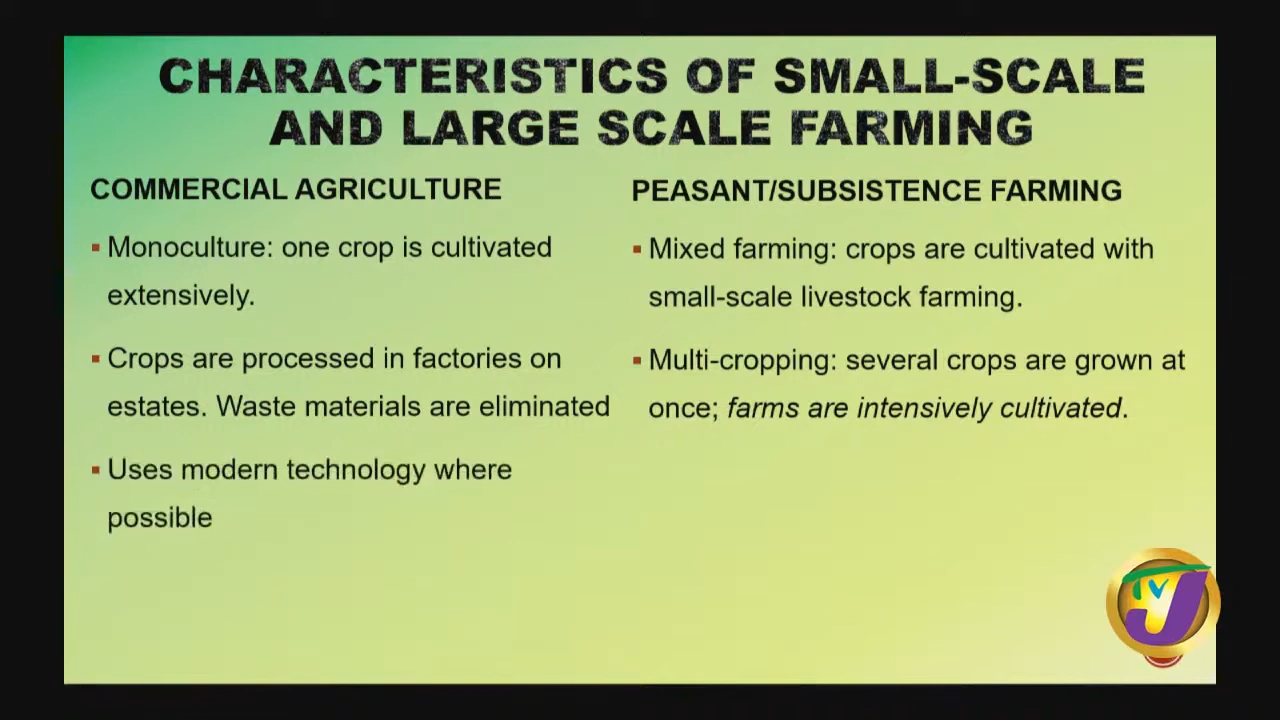 CHARACTERISTICS OF SMALL-SCALE
AND LARGE SCALE FARMING
COMMERCIAL AGRICULTURE
▪ Monoculture: one crop is cultivated
extensively.
▪ Crops are processed in factories on
estates. Waste materials are eliminated
▪ Uses modern technology where
possible
PEASANT/SUBSISTENCE FARMING
▪ Mixed farming: crops are cultivated with
small-scale livestock farming.
▪ Multi-cropping: several crops are grown at
once; farms are intensively cultivated.
TVJ